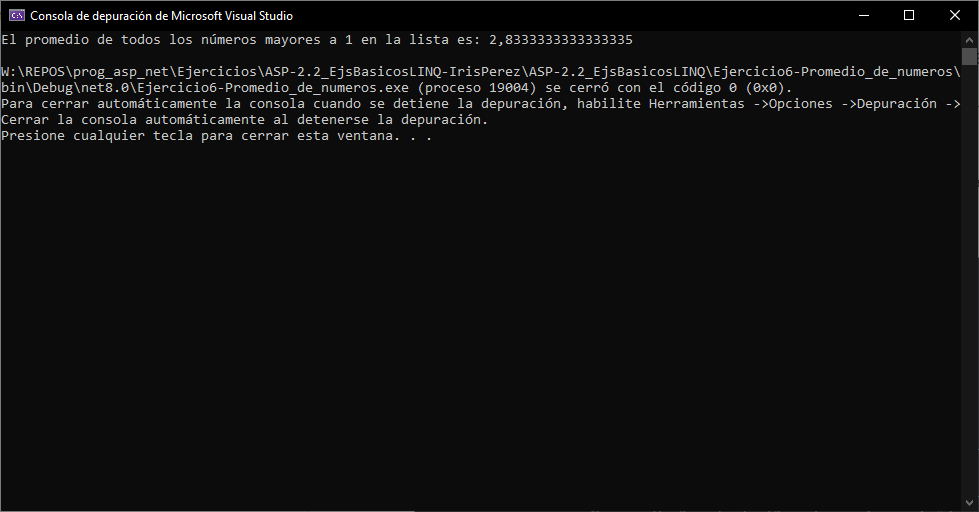 Consola de depuración de Microsoft Visual Studio
El promedio de todos los números mayores a 1 en la lista es: 2,8333333333333335
W:\REPOS\prog_asp_net\Ejercicios\ASP-2.2_EjsBasicosLINQ-IrisPerez\ASP-2.2_EjsBasicosLINQ\Ejercicio6-Promedio_de_numeros\
bin\Debug\net8.0\Ejercicio6-Promedio_de_numeros.exe (proceso 19004) se cerró con el código 0 (0x0).
Para cerrar automáticamente la consola cuando se detiene la depuración, habilite Herramientas ->Opciones ->Depuración ->
Cerrar la consola automáticamente al detenerse la depuración.
Presione cualquier tecla para cerrar esta ventana. . .